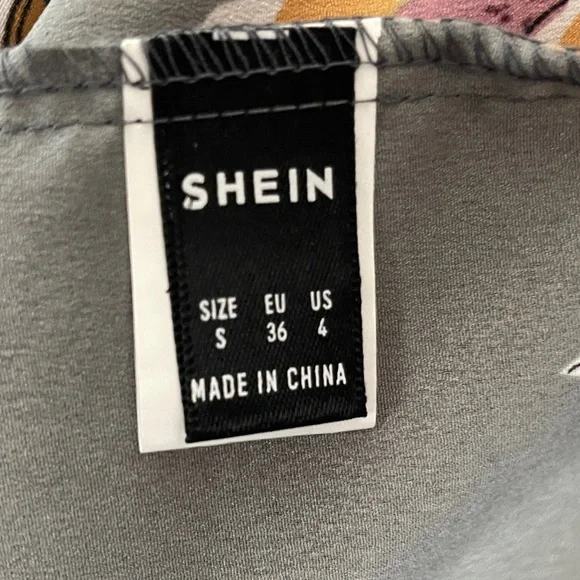 SHEIN
SIZE EU US
S 36 4
MADE IN CHINA